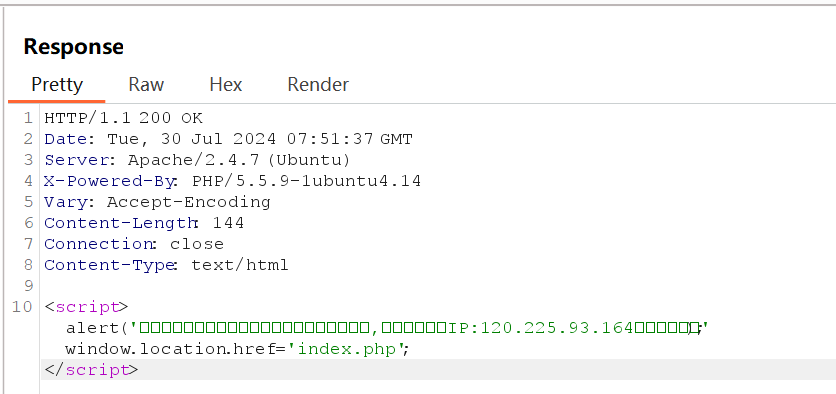 Response
Pretty Raw Hex Render
1 HTTP/1.1 200 OK
2 Date: Tue, 30 Jul 2024 07:51:37 GMT
3 Server: Apache/2.4.7 (Ubuntu)
4 X-Powered-By: PHP/5.5.9-1ubuntu4.14
5 Vary: Accept-Encoding
6 Content-Length: 144
7 Connection: close
8 Content-Type: text/html
9
10 <script>
alert('□□□□□□□□□□□□□□□□□□□□□,□□□□□□IP:120.225.93.164□□□□□□');
window.location.href='index.php';
</script>